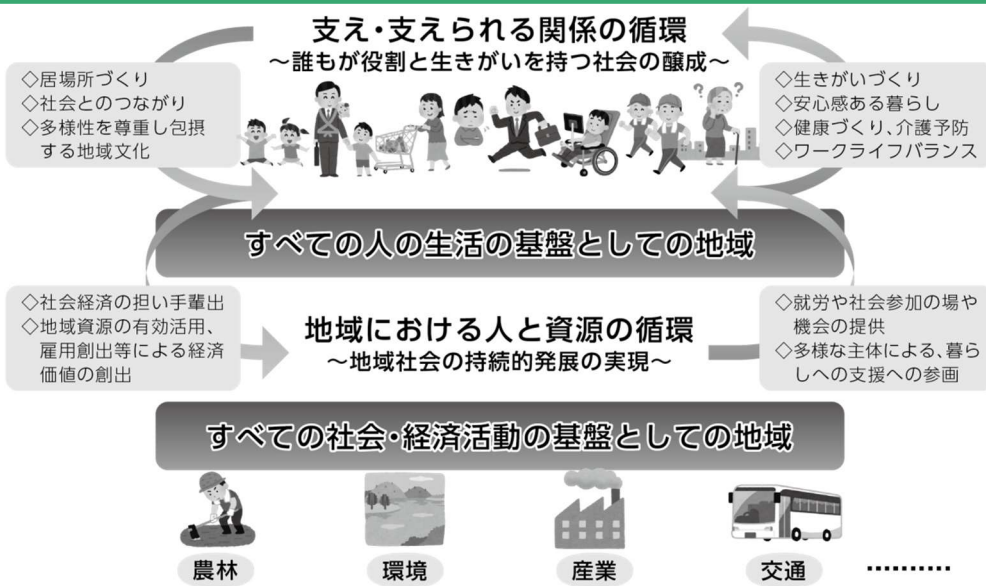 支え・支えられる関係の循環
～誰もが役割と生きがいを持つ社会の醸成～
◇居場所づくり
◇社会とのつながり
◇多様性を尊重し包摂
する地域文化
? ?
◇生きがいづくり
◇安心感ある暮らし
◇健康づくり、介護予防
◇ワークライフバランス
すべての人の生活の基盤としての地域
◇社会経済の担い手輩出
◇地域資源の有効活用、
雇用創出等による経済
価値の創出
地域における人と資源の循環
～地域社会の持続的発展の実現～
◇就労や社会参加の場や
機会の提供
◇多様な主体による、暮ら
しへの支援への参画
すべての社会・経済活動の基盤としての地域
農林
環境
産業
交通
………